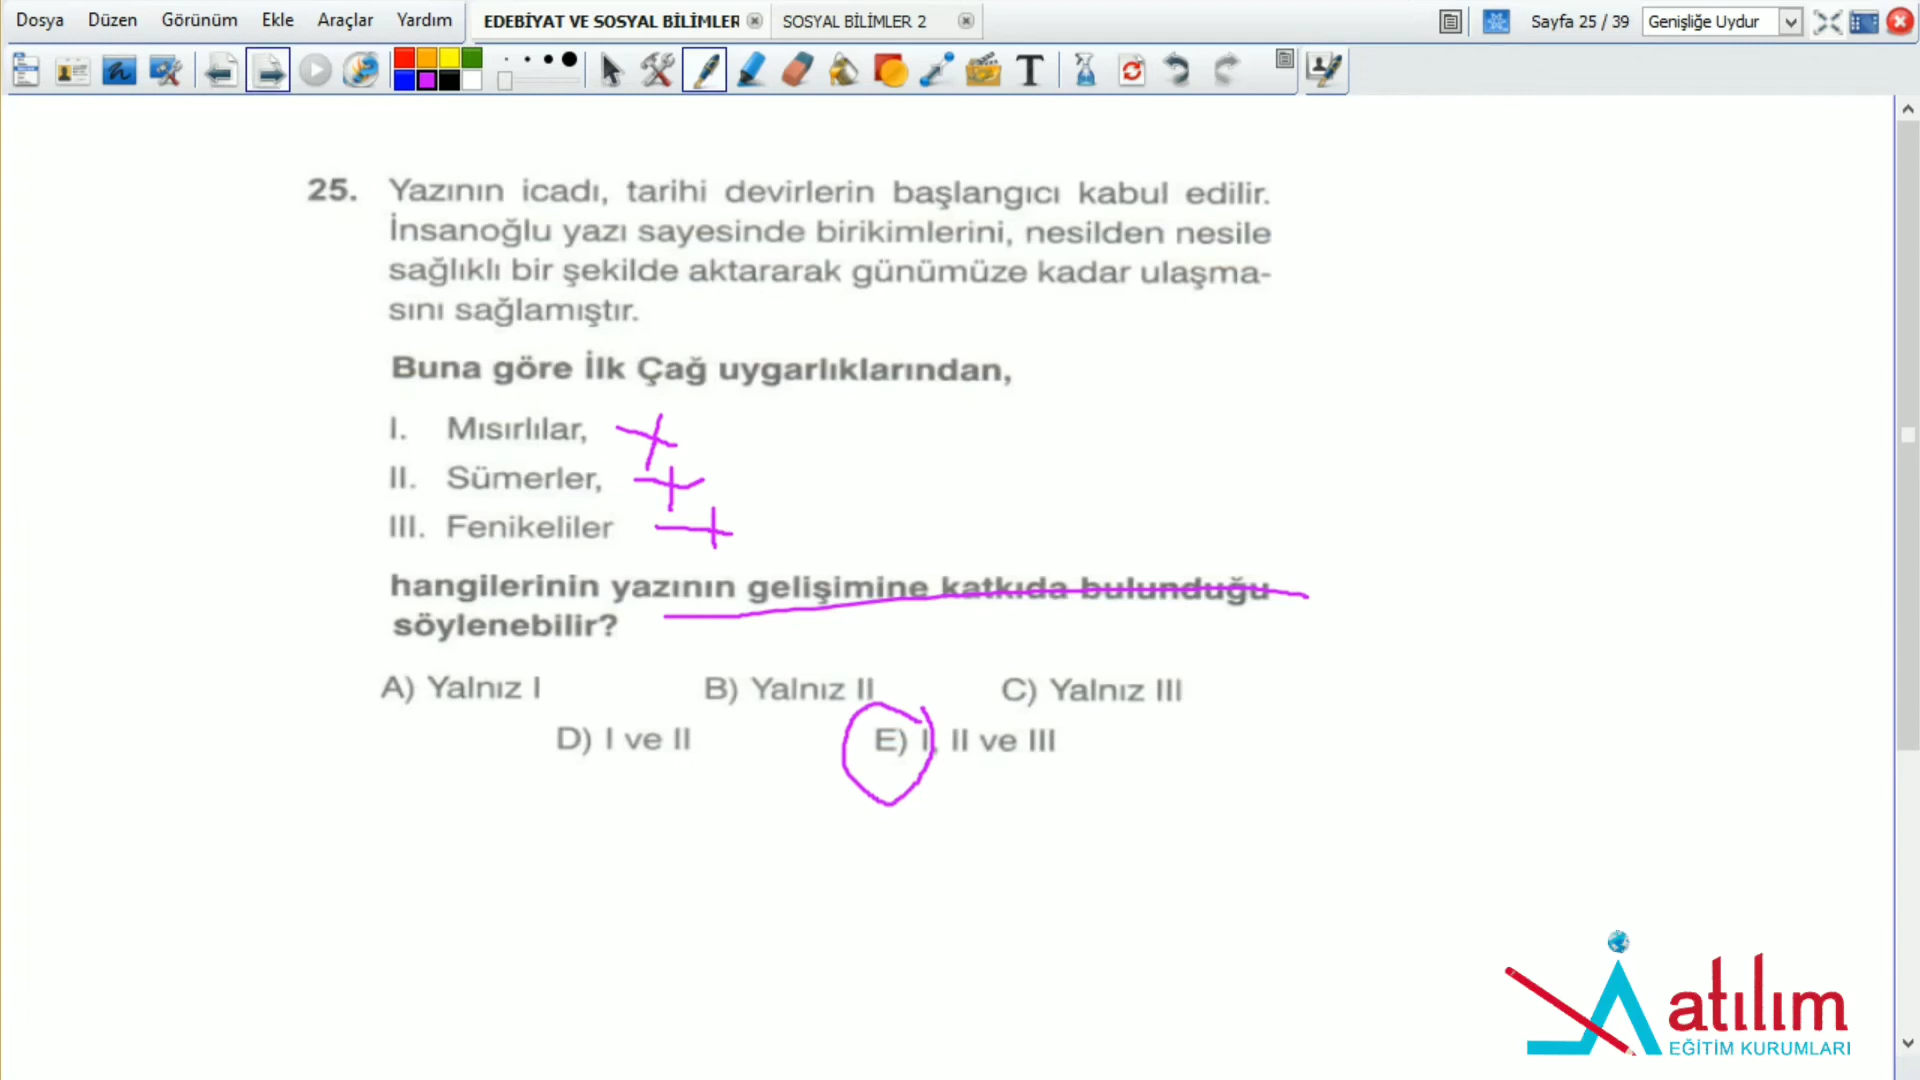 Dosya Düzen Görünüm Ekle Araçlar Yardım EDEBİYAT VE SOSYAL BİLİMLER SOSYAL BİLİMLER 2 Sayfa 25 / 39 Genişliğe Uydur
25. Yazının icadı, tarihi devirlerin başlangıcı kabul edilir.
İnsanoğlu yazı sayesinde birikimlerini, nesilden nesile
sağlıklı bir şekilde aktararak günümüze kadar ulaşma-
sını sağlamıştır.
Buna göre İlk Çağ uygarlıklarından,
I. Mısırlılar,
II. Sümerler,
III. Fenikeliler
hangilerinin yazının gelişimine katkıda bulunduğu
söylenebilir?
A) Yalnız I B) Yalnız II C) Yalnız III
D) I ve II E) I, II ve III
atılım
EĞİTİM KURUMLARI